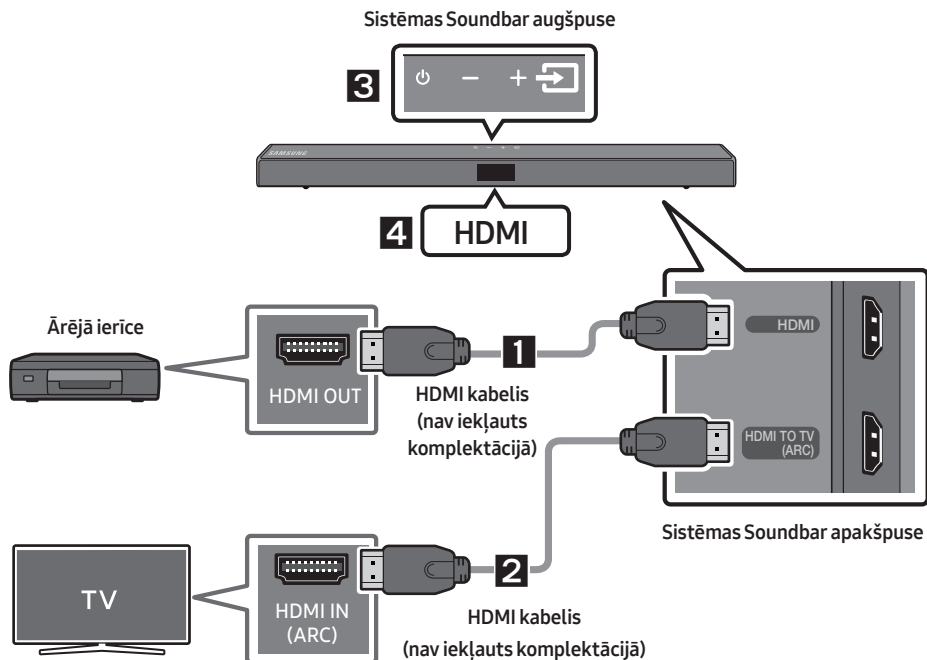 Sistēmas Soundbar augšpuse
3
SAMSUNG
4
HDMI
Ārējā ierīce
HDMI OUT
1
HDMI kabelis
(nav iekļauts
komplektācijā)
HDMI
HDMI TO TV
(ARC)
Sistēmas Soundbar apakšpuse
TV
HDMI IN
(ARC)
2
HDMI kabelis
(nav iekļauts komplektācijā)